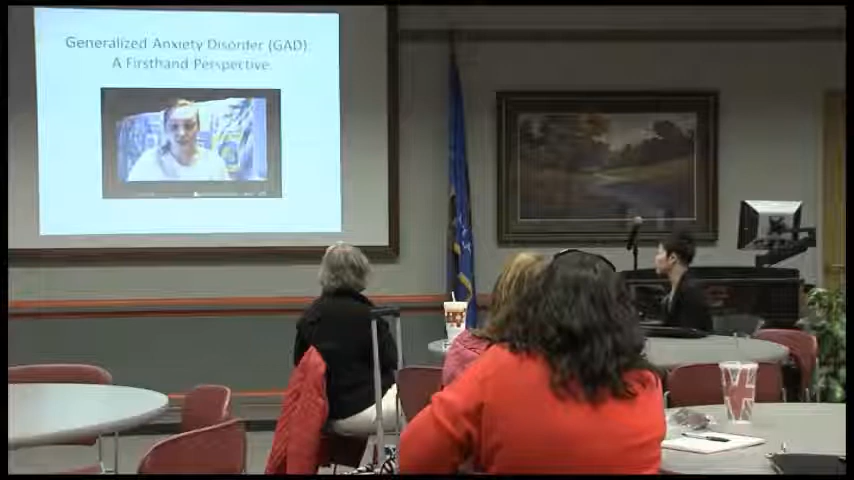 Generalized Anxiety Disorder (GAD):
A Firsthand Perspective